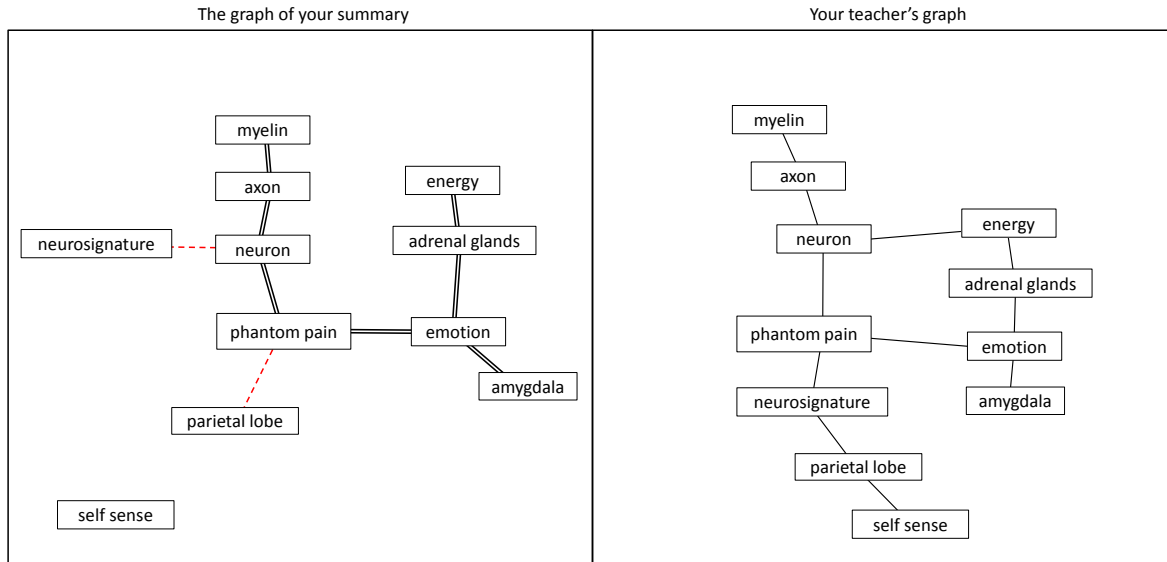 The graph of your summary
myelin
axon
energy
neurosignature
neuron
adrenal glands
phantom pain
emotion
amygdala
parietal lobe
self sense
Your teacher’s graph
myelin
axon
neuron
energy
adrenal glands
phantom pain
emotion
neurosignature
amygdala
parietal lobe
self sense